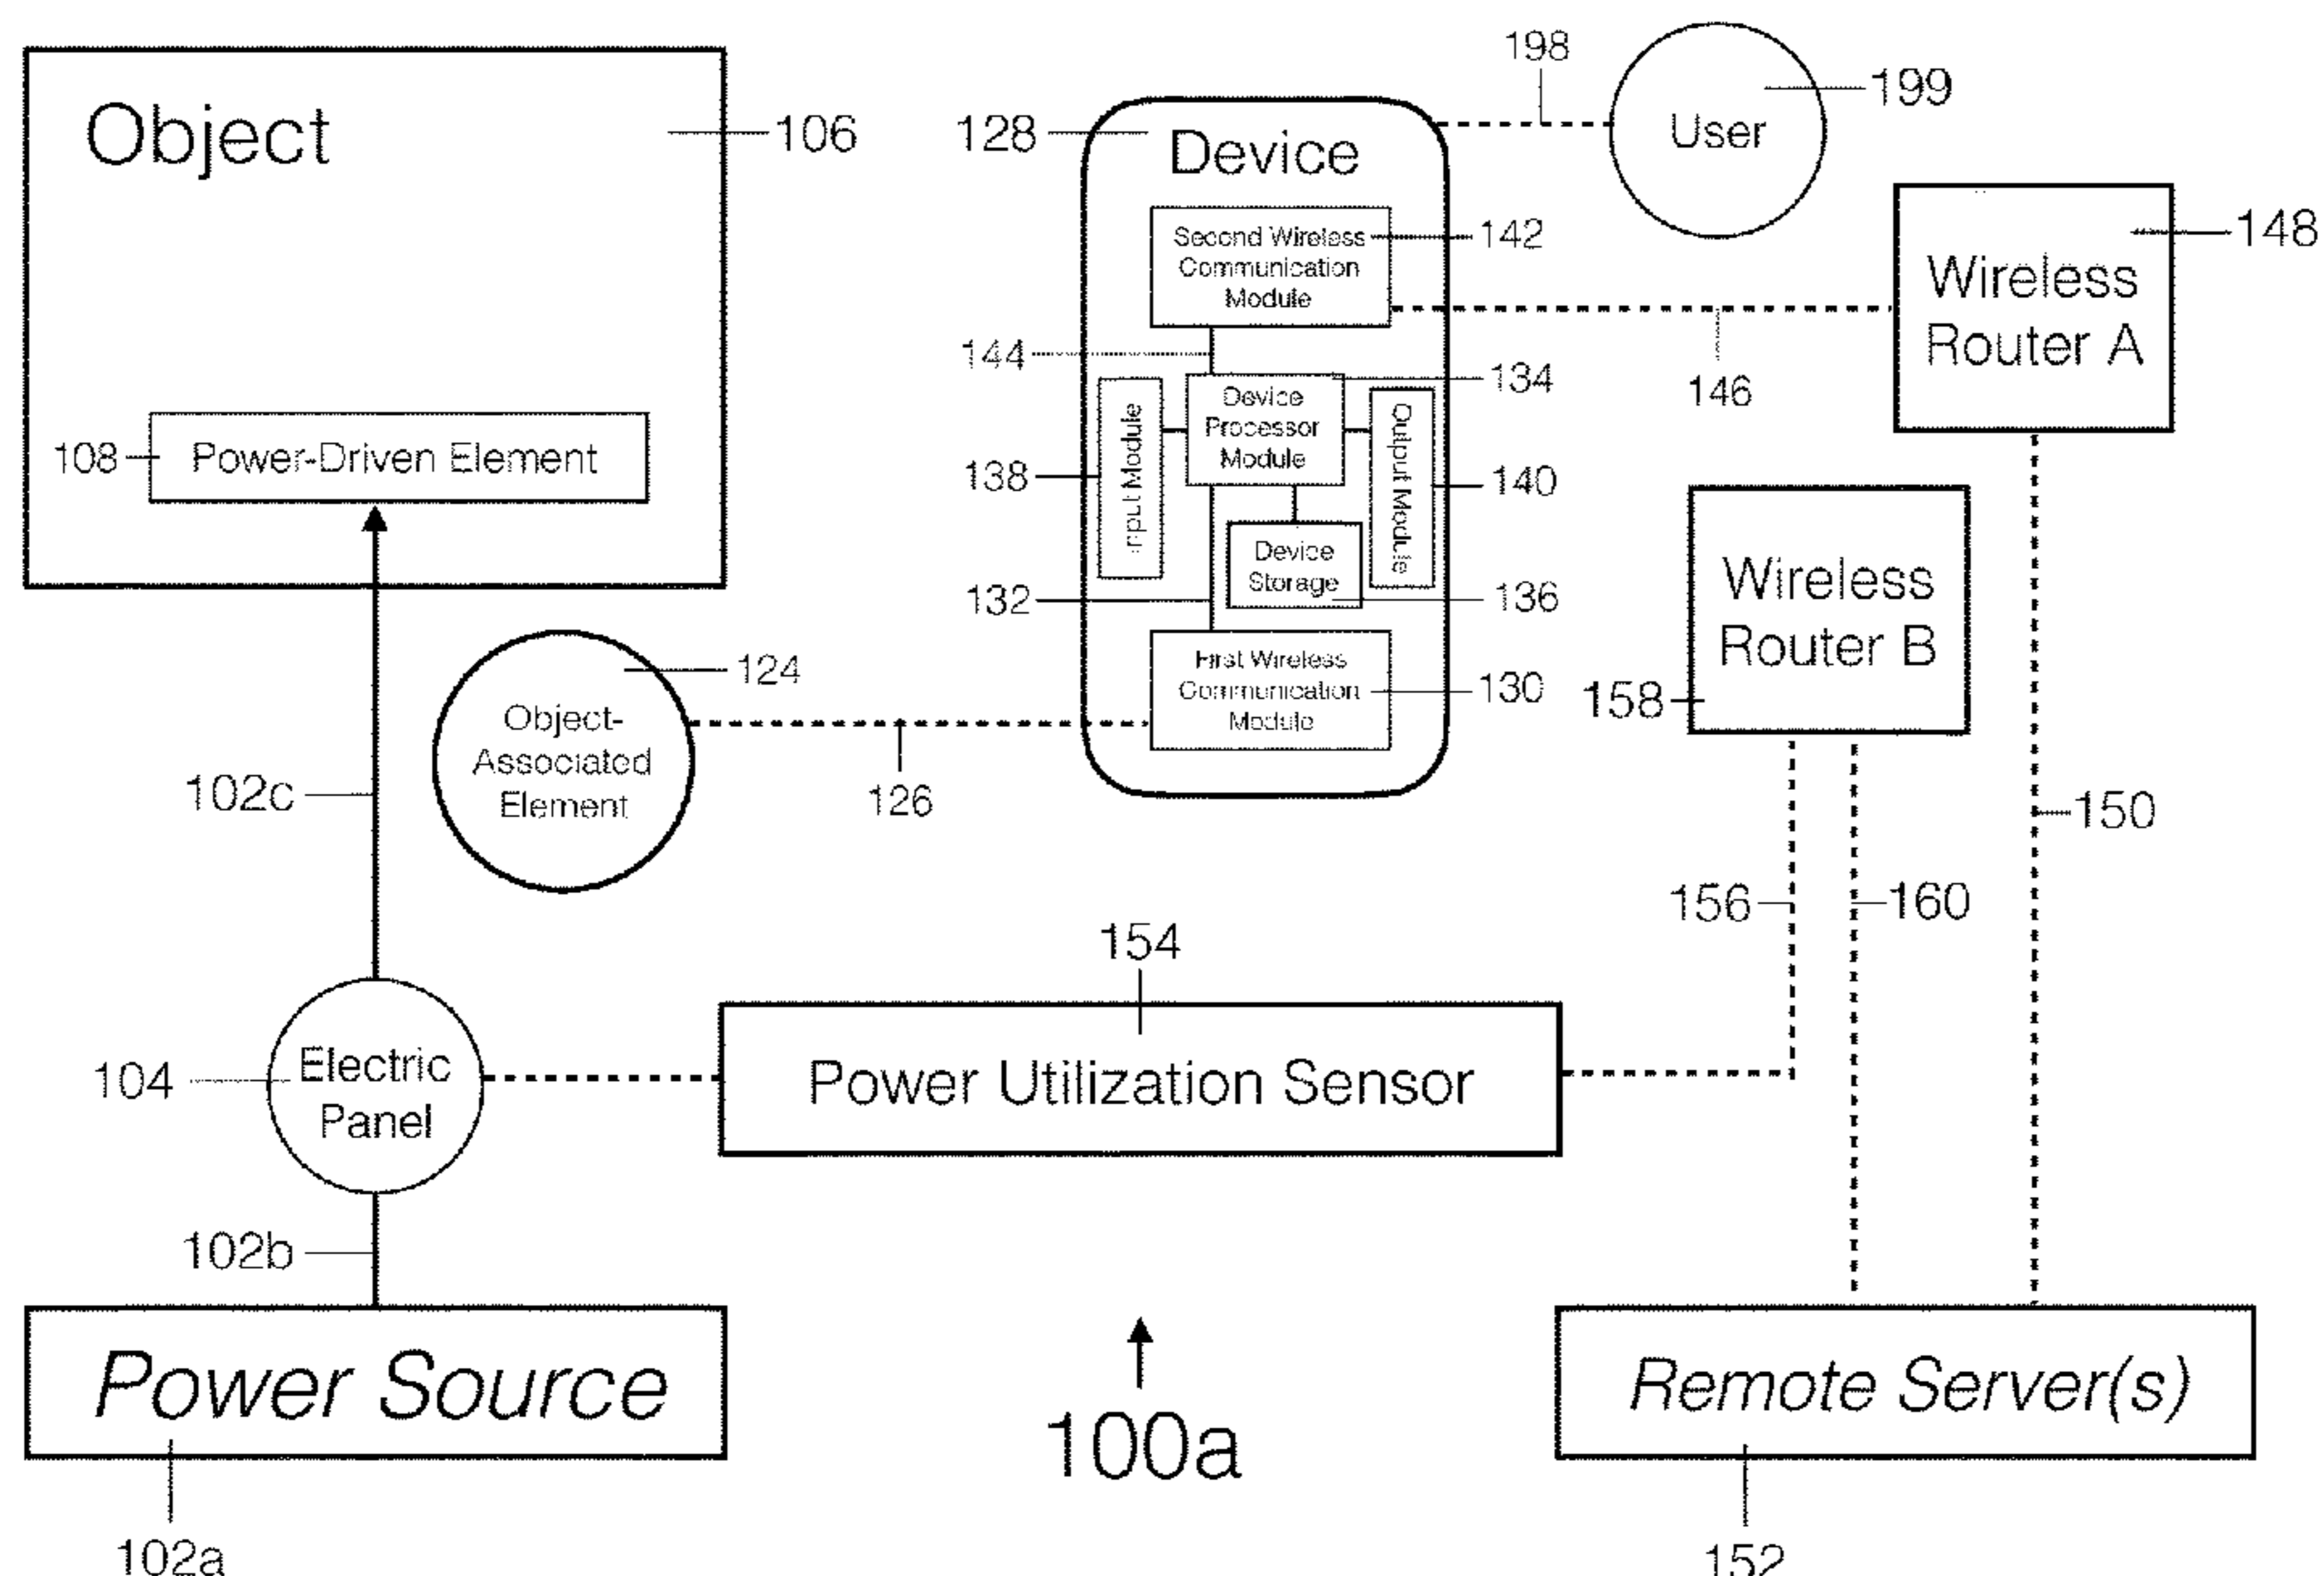 Object
106
108
Power-Driven Element
128
Device
198
User
199
Second Wireless
Communication
Module
142
144
134
Device
Processor
Module
Input Module
138
Output Module
140
Device
Storage
132
136
First Wireless
Communication
Module
130
146
148
Wireless
Router A
Wireless
Router B
158
124
Object-
Associated
Element
126
102c
150
156
160
154
Power Utilization Sensor
104
Electric
Panel
102b
Power Source
102a
100a
Remote Server(s)
152